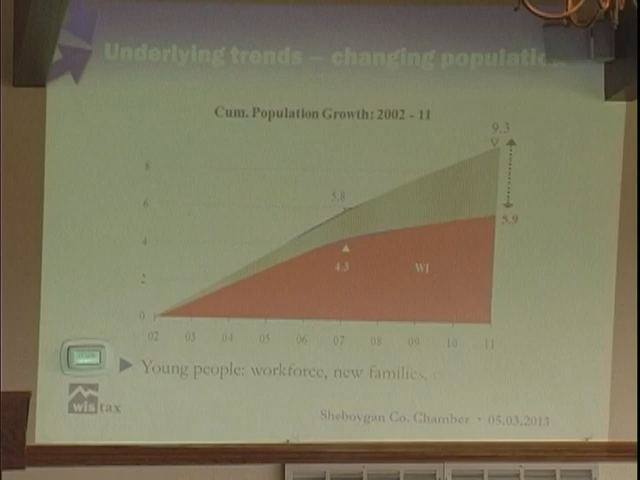 Underlying trends – changing populatio
Cum. Population Growth: 2002 - 11
9.3
8
5.8
6
5.9
4
4.3
WI
2
0
02 03 04 05 06 07 08 09 10 11
Young people: workforce, new families,
wistax
Sheboygan Co. Chamber • 05.03.2013